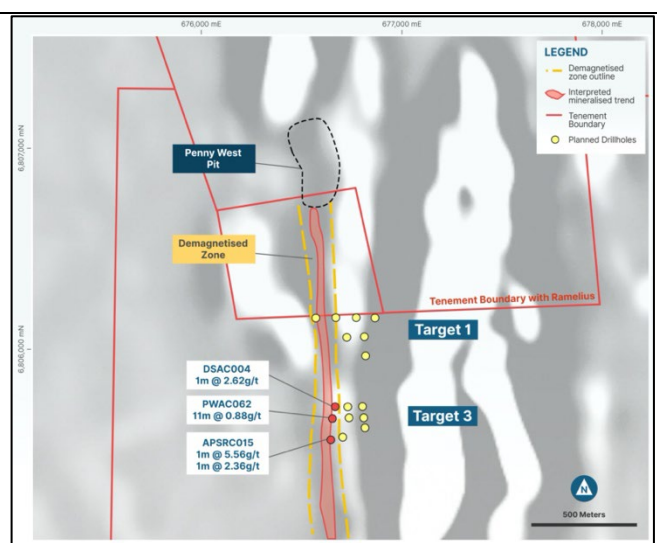 676,000 mE
677,000 mE
678,000 mE
LEGEND
Demagnetised
zone outline
Interpreted
mineralised trend
Tenement
Boundary
Planned Drillholes
6,807,000 mN
Penny West
Pit
Demagnetised
Zone
Tenement Boundary with Ramelius
Target 1
6,806,000 mN
DSAC004
1m @ 2.62g/t
PWAC062
11m @ 0.88g/t
Target 3
APSRC015
1m @ 5.56g/t
1m @ 2.36g/t
N
500 Meters